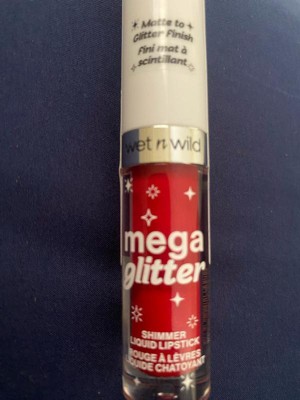 Matte to
Glitter Finish
Fini mat à
scintillant
wet n wild
mega
glitter
SHIMMER
LIQUID LIPSTICK
ROUGE À LÈVRES
LIQUIDE CHATOYANT